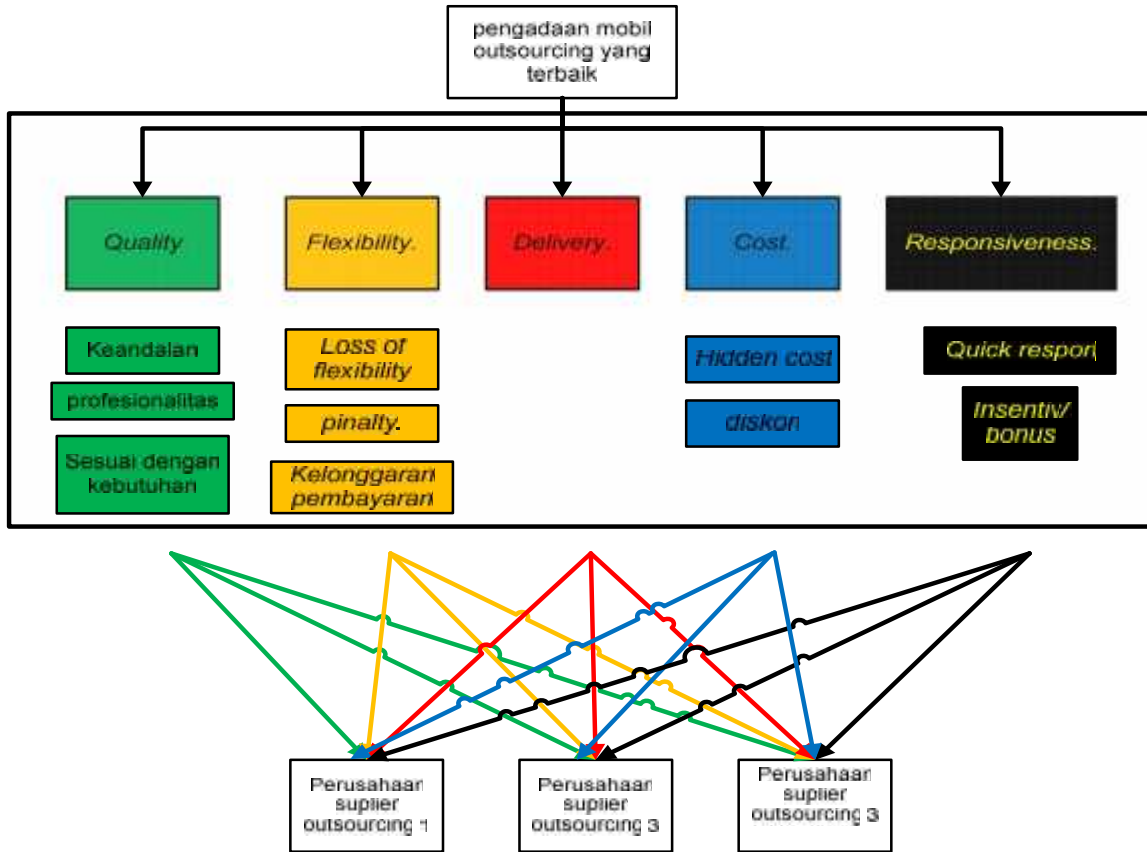 pengadaan mobil
outsourcing yang
terbaik
Quality
Flexibility.
Delivery.
Cost.
Responsiveness.
Keandalan
profesionalitas
Sesuai dengan
kebutuhan
Loss of
flexibility
pinalty.
Kelonggaran
pembayaran
Hidden cost
diskon
Quick respon
Insentiv/
bonus
Perusahaan
suplier
outsourcing 1
Perusahaan
suplier
outsourcing 3
Perusahaan
suplier
outsourcing 3